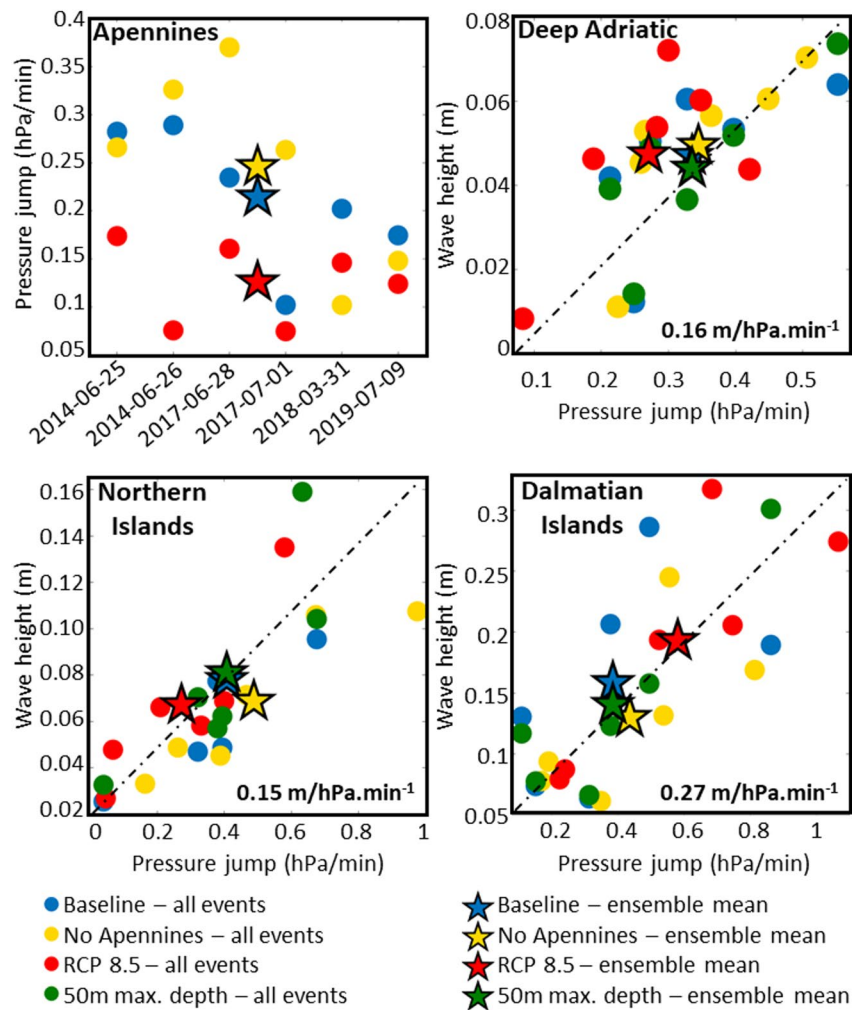 Apennines
Pressure jump (hPa/min)
0.4
0.35
0.3
0.25
0.2
0.15
0.1
0.05
2014-06-25
2014-06-26
2017-06-28
2017-07-01
2018-03-31
2019-07-09
Deep Adriatic
Wave height (m)
0.08
0.06
0.04
0.02
0
0.16 m/hPa.min⁻¹
0.1 0.2 0.3 0.4 0.5
Pressure jump (hPa/min)
Northern
Islands
Wave height (m)
0.16
0.14
0.12
0.10
0.08
0.06
0.04
0.02
0.15 m/hPa.min⁻¹
0 0.2 0.4 0.6 0.8 1
Pressure jump (hPa/min)
Dalmatian
Islands
Wave height (m)
0.3
0.25
0.2
0.15
0.1
0.05
0.27 m/hPa.min⁻¹
0.2 0.4 0.6 0.8 1
Pressure jump (hPa/min)
Baseline – all events
No Apennines – all events
RCP 8.5 – all events
50m max. depth – all events
Baseline – ensemble mean
No Apennines – ensemble mean
RCP 8.5 – ensemble mean
50m max. depth – ensemble mean